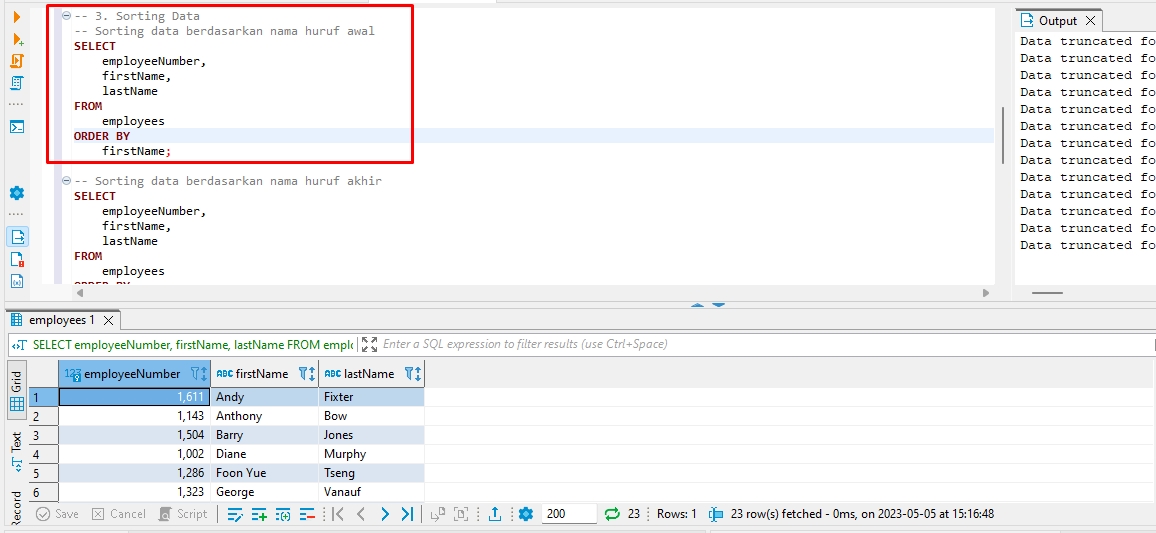 -- 3. Sorting Data
-- Sorting data berdasarkan nama huruf awal
SELECT
employeeNumber,
firstName,
lastName
FROM
employees
ORDER BY
firstName;
-- Sorting data berdasarkan nama huruf akhir
SELECT
employeeNumber,
firstName,
lastName
FROM
employees
ORDER BY
Output
Data truncated fo
Data truncated fo
Data truncated fo
Data truncated fo
Data truncated fo
Data truncated fo
Data truncated fo
Data truncated fo
Data truncated fo
Data truncated fo
Data truncated fo
Data truncated fo
Data truncated fo
employees 1
SELECT employeeNumber, firstName, lastName FROM emplo
Enter a SQL expression to filter results (use Ctrl+Space)
Grid
Text
Record
123 employeeNumber ABC firstName ABC lastName
1 1,611 Andy Fixter
2 1,143 Anthony Bow
3 1,504 Barry Jones
4 1,002 Diane Murphy
5 1,286 Foon Yue Tseng
6 1,323 George Vanauf
Save Cancel Script 200 23 Rows: 1 23 row(s) fetched - 0ms, on 2023-05-05 at 15:16:48